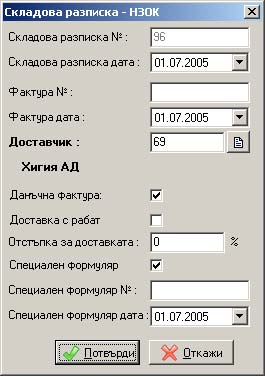 Складова разписка - НЗОК
Складова разписка № : 96
Складова разписка дата : 01.07.2005
Фактура № :
Фактура дата : 01.07.2005
Доставчик : 69
Хигия АД
Данъчна фактура:
Доставка с рабат
Отстъпка за доставката : 0 %
Специален формуляр
Специален формуляр № :
Специален формуляр дата : 01.07.2005
Потвърди Откажи